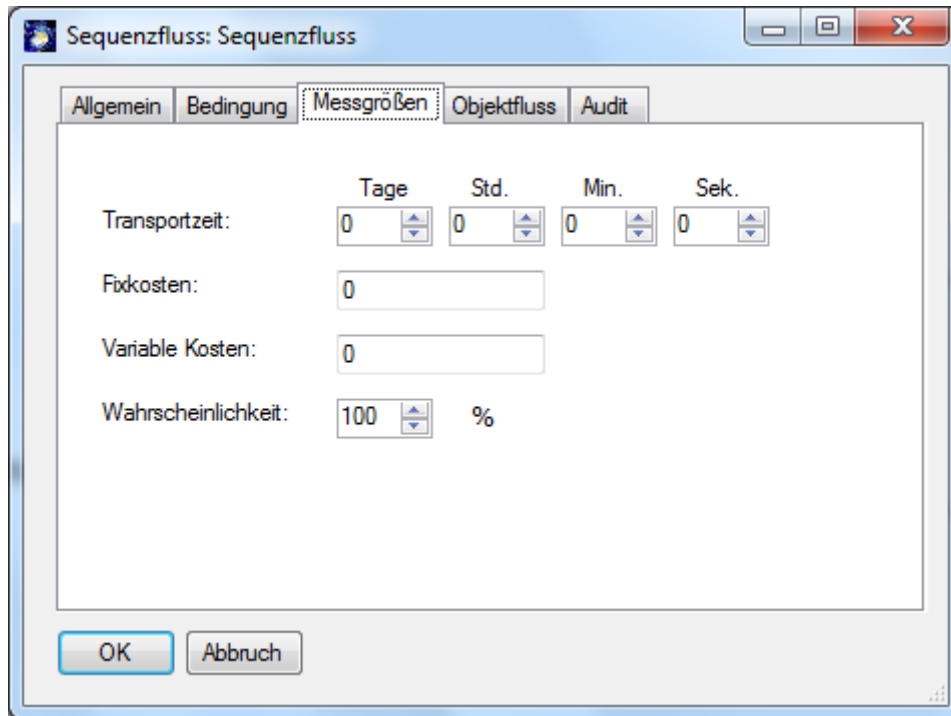 Sequenzfluss: Sequenzfluss
Allgemein Bedingung Messgrößen Objektfluss Audit
Tage Std. Min. Sek.
Transportzeit: 0 0 0 0
Fixkosten: 0
Variable Kosten: 0
Wahrscheinlichkeit: 100 %
OK Abbruch